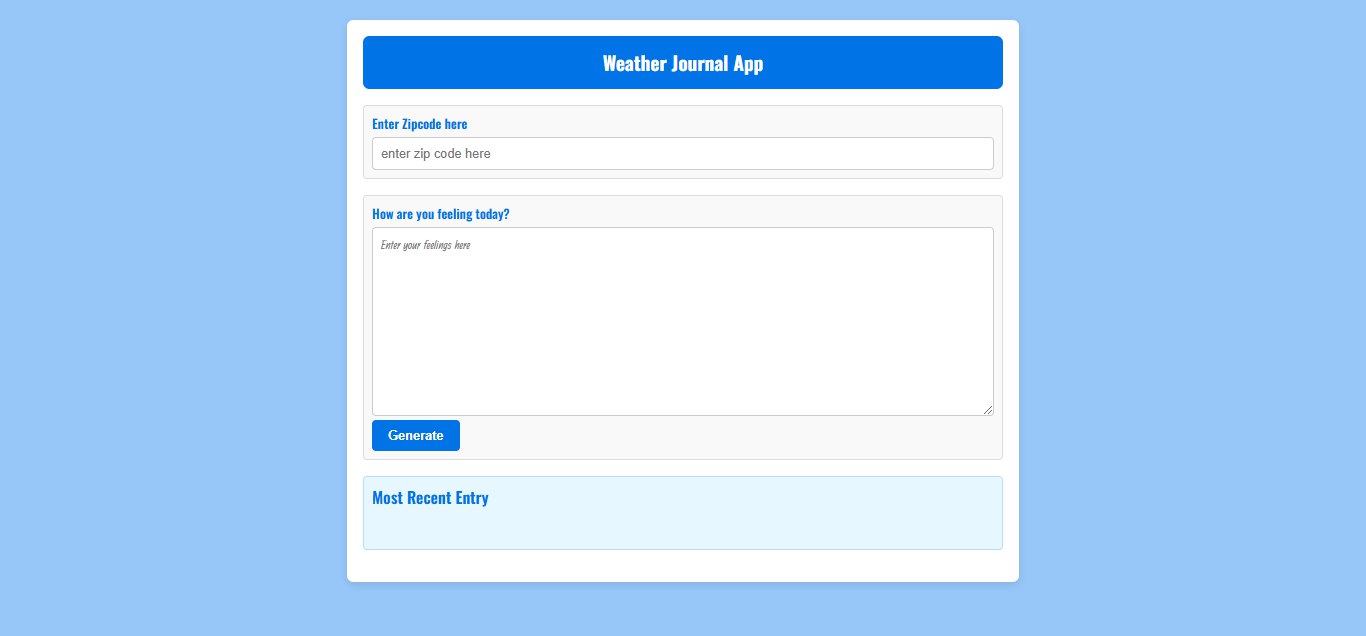 Weather Journal App
Enter Zipcode here
enter zip code here
How are you feeling today?
Enter your feelings here
Generate
Most Recent Entry